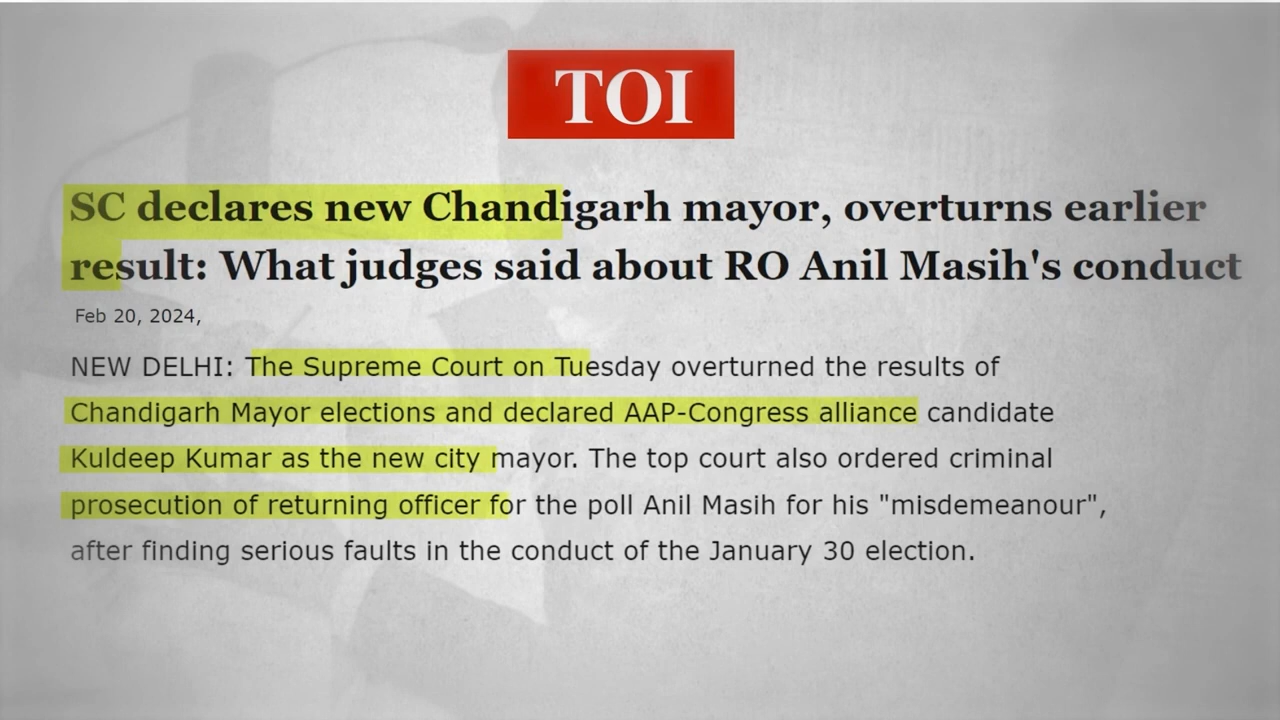 TOI
SC declares new Chandigarh mayor, overturns earlier
result: What judges said about RO Anil Masih's conduct
Feb 20, 2024,
NEW DELHI: The Supreme Court on Tuesday overturned the results of
Chandigarh Mayor elections and declared AAP-Congress alliance candidate
Kuldeep Kumar as the new city mayor. The top court also ordered criminal
prosecution of returning officer for the poll Anil Masih for his "misdemeanour",
after finding serious faults in the conduct of the January 30 election.